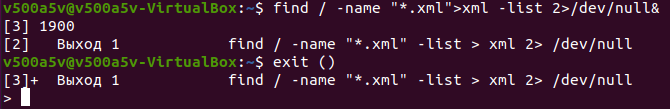 v500a5v@v500a5v-VirtualBox:~$ find / -name "*.xml">xml -list 2>/dev/null&
[3] 1900
[2]   Выход 1            find / -name "*.xml" -list > xml 2> /dev/null
v500a5v@v500a5v-VirtualBox:~$ exit ()
[3]+  Выход 1            find / -name "*.xml" -list > xml 2> /dev/null
>